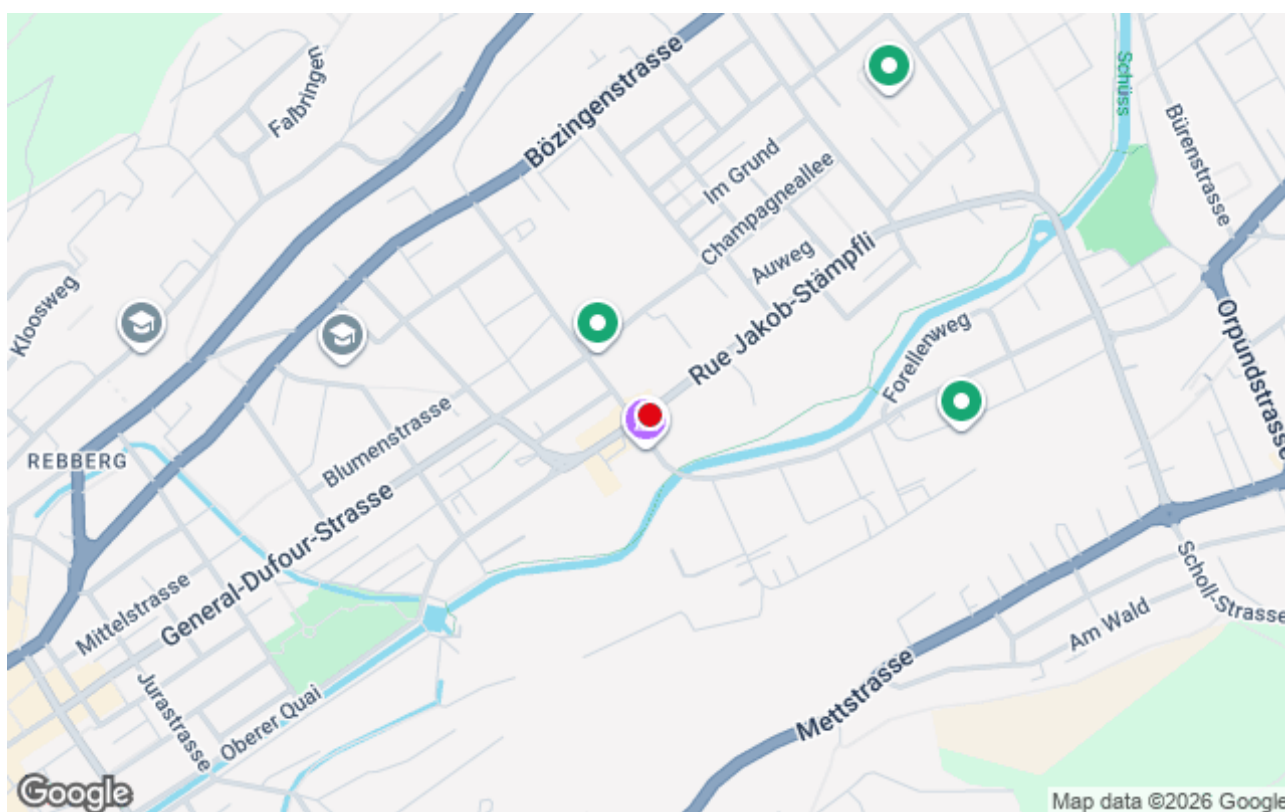 Falbringen
Bözingenstrasse
Schüss
Bürenstrasse
Im Grund
Champagneallee
Auweg
Rue Jakob-Stämpfli
Kloosweg
Forellenweg
Orpundstrasse
Blumenstrasse
REBBERG
General-Dufour-Strasse
Mittelstrasse
Scholl-Strasse
Am Wald
Jurastrasse
Oberer Quai
Mettstrasse
Google
Map data ©2026 Google